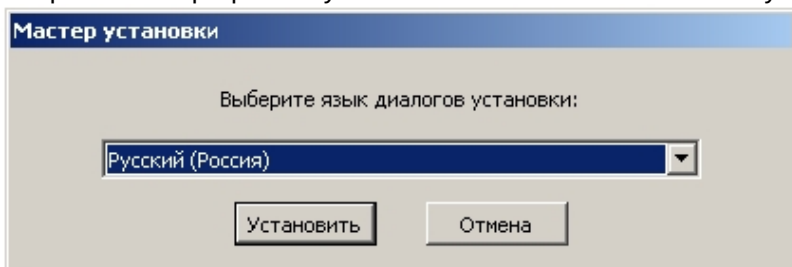 Мастер установки
Выберите язык диалогов установки:
Русский (Россия)
Установить
Отмена